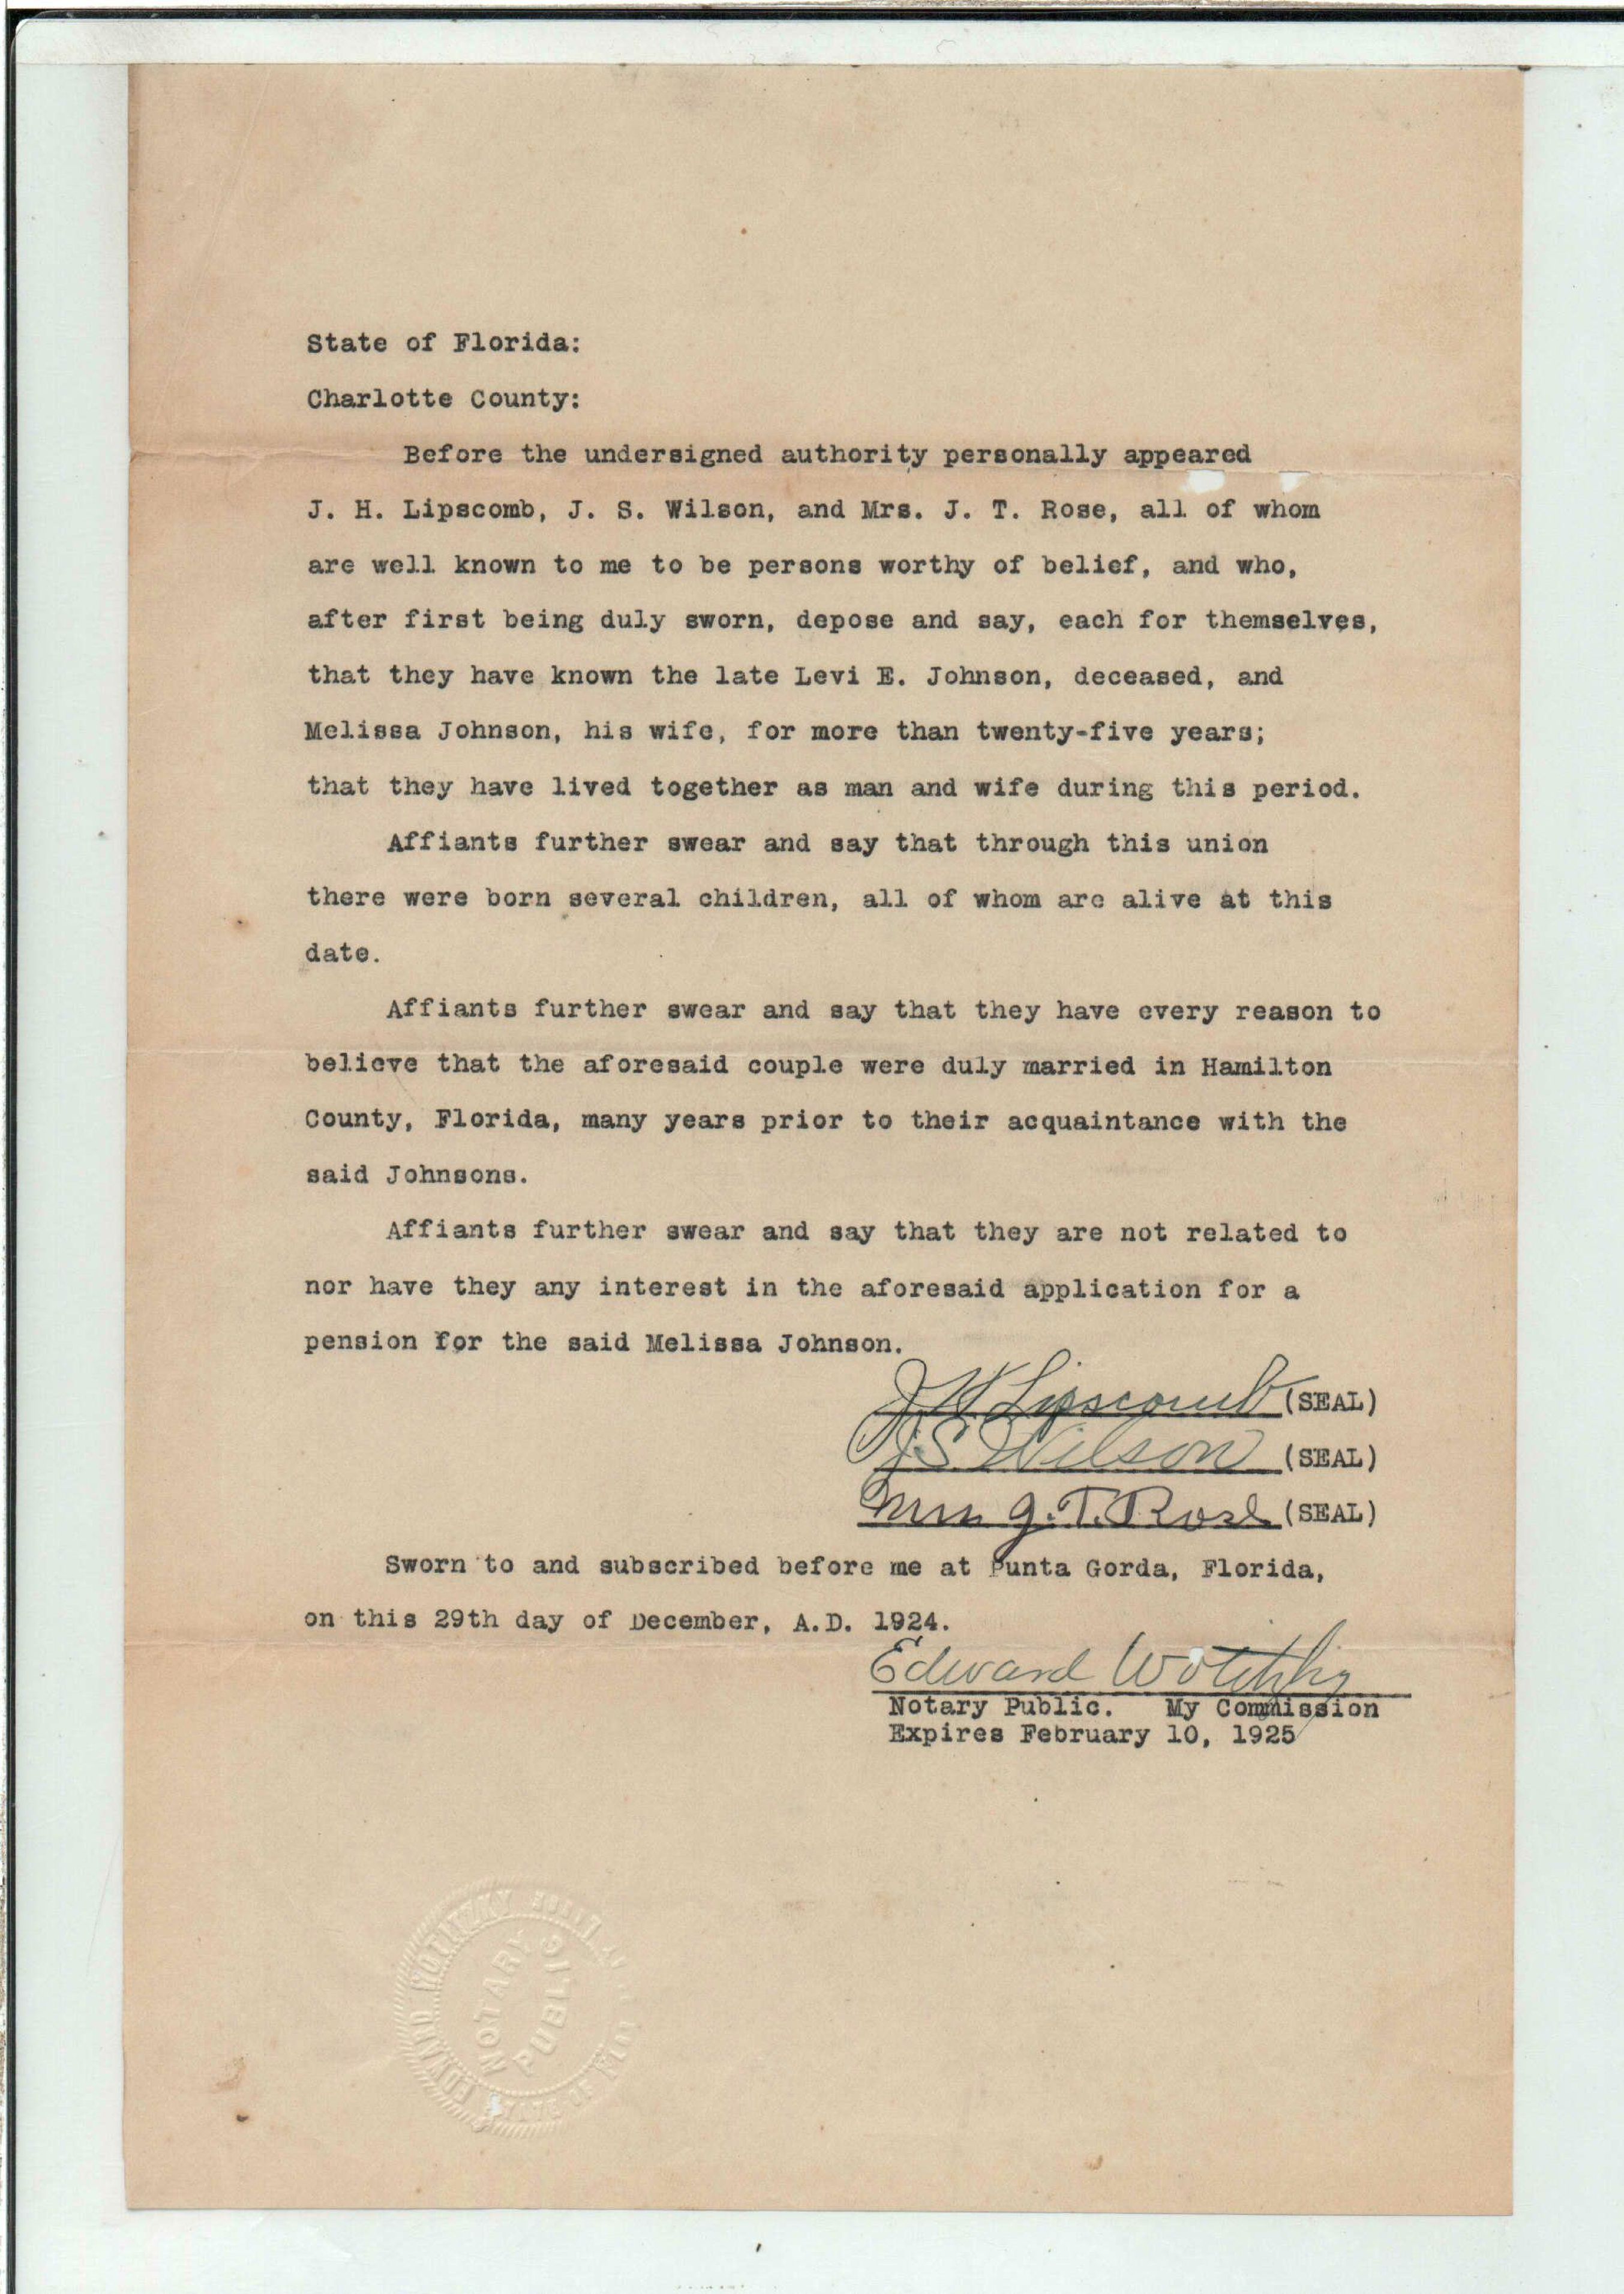 State of Florida:
Charlotte County:
Before the undersigned authority personally appeared
J. H. Lipscomb, J. S. Wilson, and Mrs. J. T. Rose, all of whom
are well known to me to be persons worthy of belief, and who,
after first being duly sworn, depose and say, each for themselves,
that they have known the late Levi E. Johnson, deceased, and
Melissa Johnson, his wife, for more than twenty-five years;
that they have lived together as man and wife during this period.
Affiants further swear and say that through this union
there were born several children, all of whom are alive at this
date.
Affiants further swear and say that they have every reason to
believe that the aforesaid couple were duly married in Hamilton
County, Florida, many years prior to their acquaintance with the
said Johnsons.
Affiants further swear and say that they are not related to
nor have they any interest in the aforesaid application for a
pension for the said Melissa Johnson.
J H Lipscomb (SEAL)
J. S. Wilson (SEAL)
Mrs J. T. Rose (SEAL)
Sworn to and subscribed before me at Punta Gorda, Florida,
on this 29th day of December, A.D. 1924.
Edward
Notary Public. My Commission
Expires February 10, 1925
EDWARD
NOTARY
PUBLIC
STATE OF